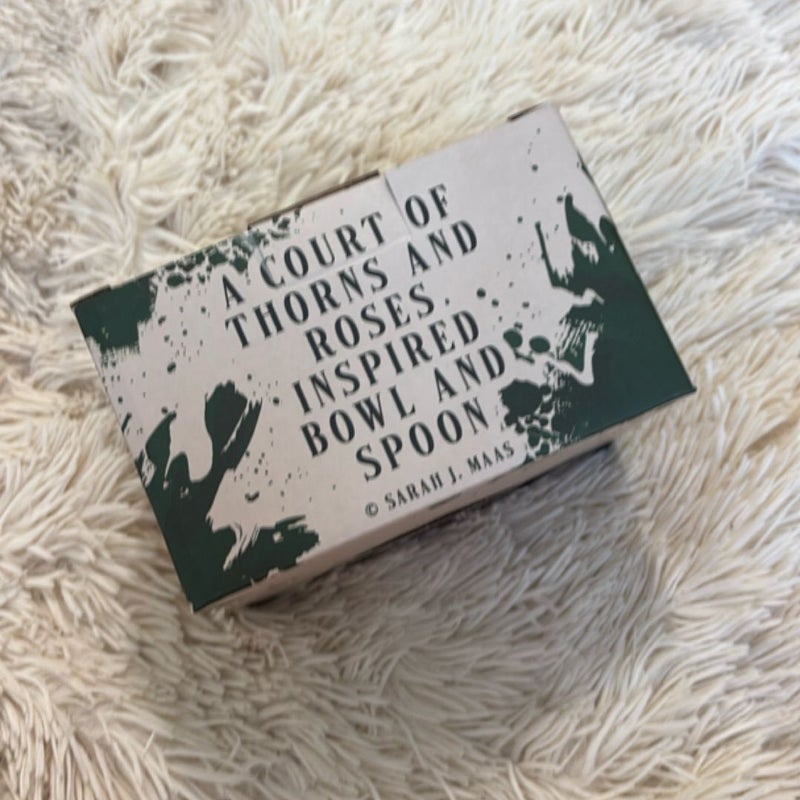 A COURT OF
THORNS AND
ROSES
INSPIRED
BOWL AND
SPOON
© SARAH J. MAAS